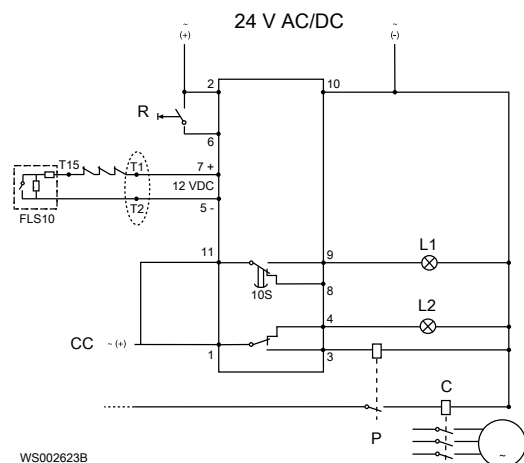 24 V AC/DC
~
(+)
~
(-)
2
10
R
6
T15
T1
7 +
12 VDC
T2
5 -
FLS10
11
9
L1
10S
8
4
L2
CC
~ (+)
1
3
C
P
~
WS002623B